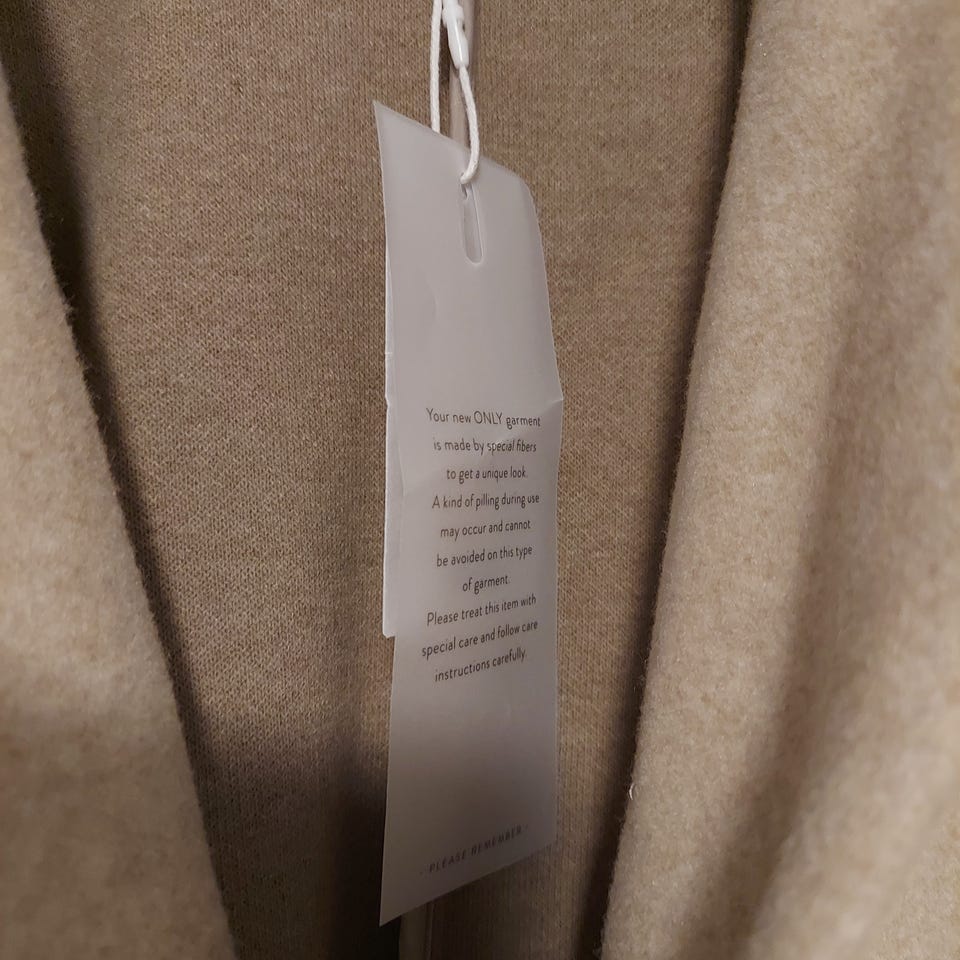 Your new ONLY garment
is made by special fibers
to get a unique look.
A kind of pilling during use
may occur and cannot
be avoided on this type
of garment.
Please treat this item with
special care and follow care
instructions carefully.
- PLEASE REMEMBER -